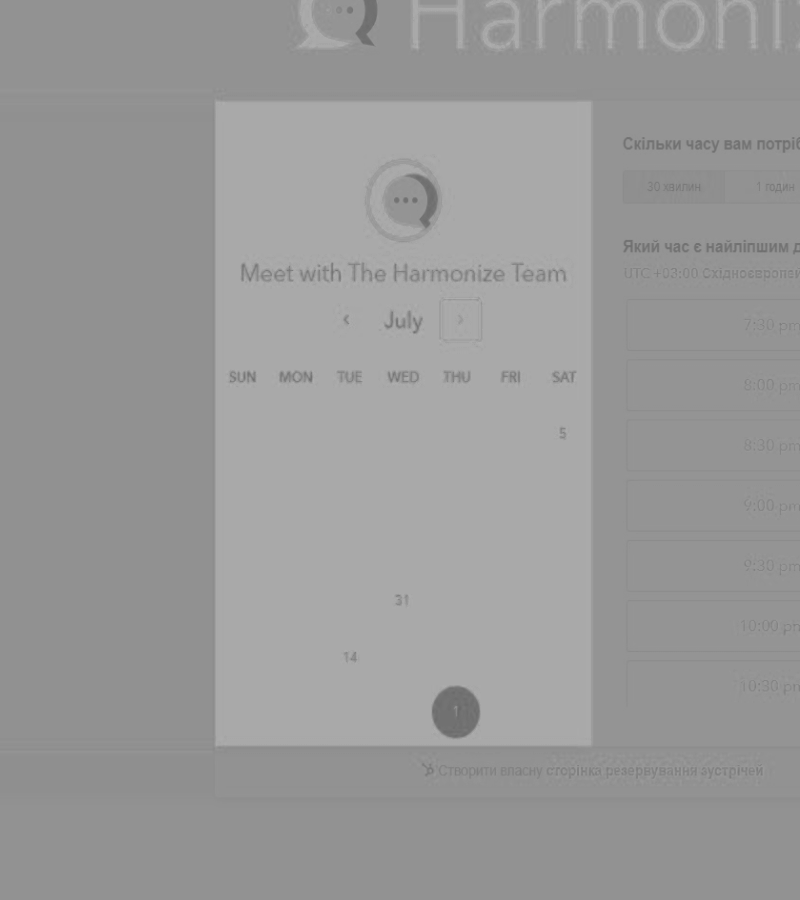 Harmoniz
Meet with The Harmonize Team
‹ July ›
SUN MON TUE WED THU FRI SAT
5
31
14
1
Скільки часу вам потріб
30 хвилин 1 годин
Який час є найліпшим д
UTC +03:00 Східноєвропей
7:30 pm
8:00 pm
8:30 pm
9:00 pm
9:30 pm
10:00 pm
10:30 pm
Створити власну сторінку резервування зустрічей